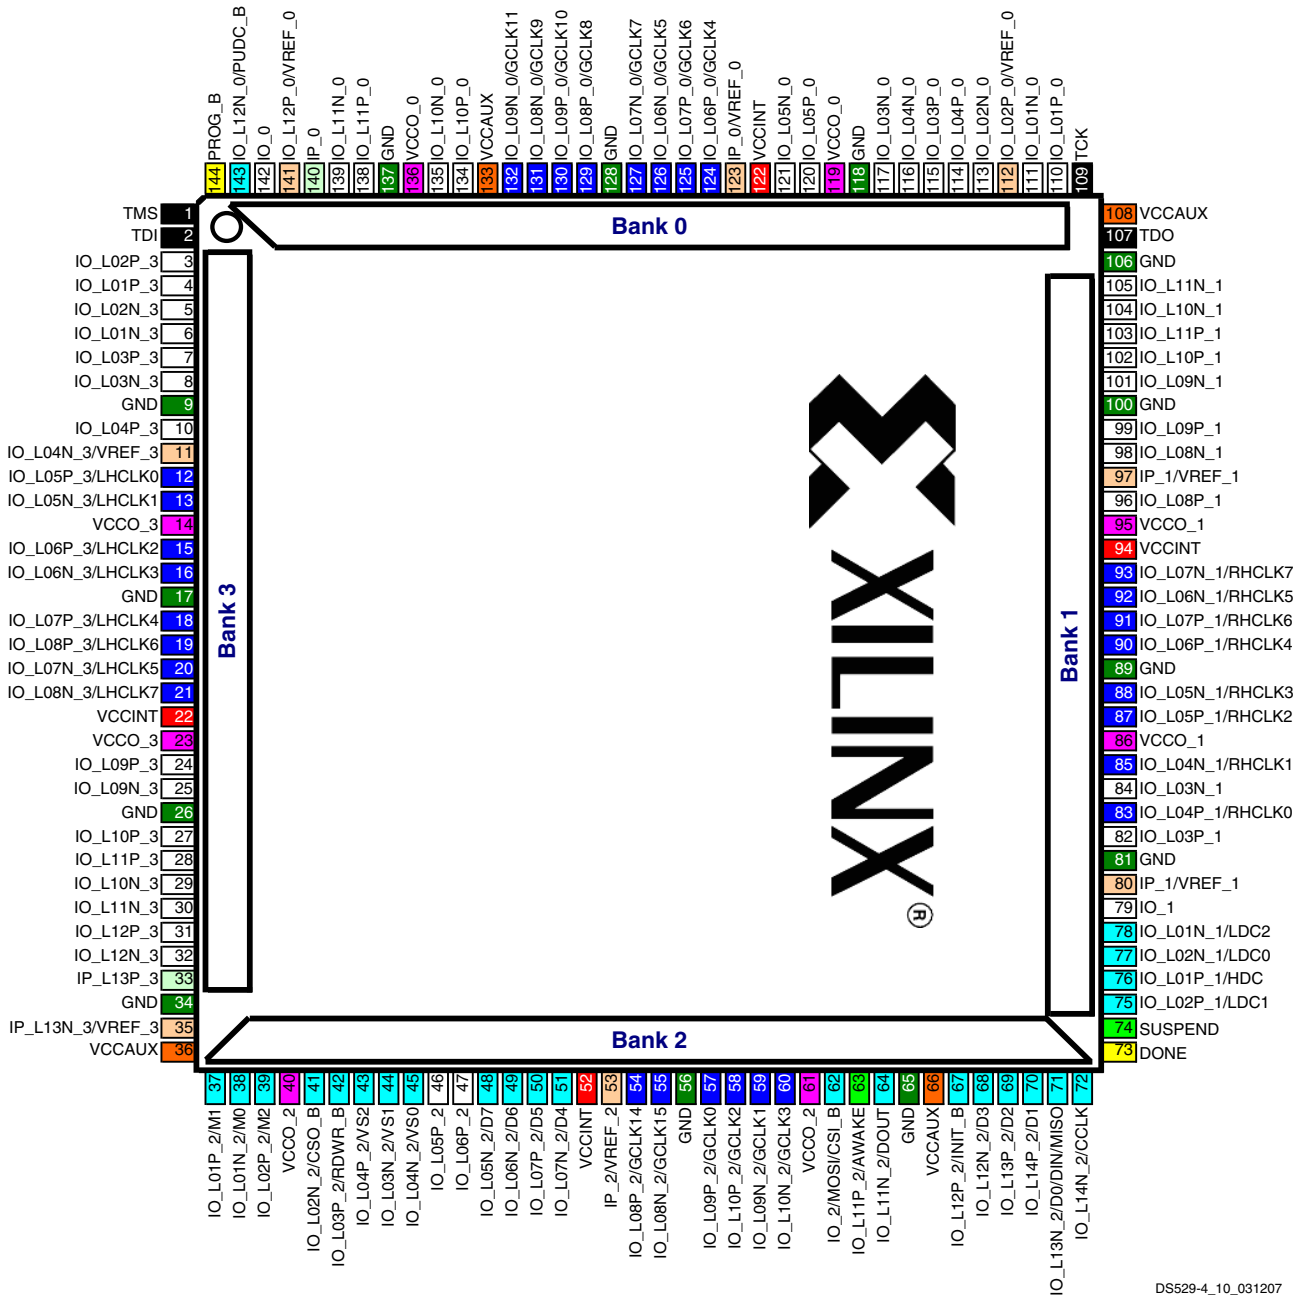 PROG_B
IO_L12N_0/PUDC_B
IO_0
IO_L12P_0/VREF_0
IP_0
IO_L11N_0
IO_L11P_0
GND
VCCO_0
IO_L10N_0
IO_L10P_0
VCCAUX
IO_L09N_0/GCLK11
IO_L08N_0/GCLK9
IO_L09P_0/GCLK10
IO_L08P_0/GCLK8
GND
IO_L07N_0/GCLK7
IO_L06N_0/GCLK5
IO_L07P_0/GCLK6
IO_L06P_0/GCLK4
IP_0/VREF_0
VCCINT
IO_L05N_0
IO_L05P_0
VCCO_0
GND
IO_L03N_0
IO_L04N_0
IO_L03P_0
IO_L04P_0
IO_L02N_0
IO_L02P_0/VREF_0
IO_L01N_0
IO_L01P_0
TCK
144 143 142 141 140 139 138 137 136 135 134 133 132 131 130 129 128 127 126 125 124 123 122 121 120 119 118 117 116 115 114 113 112 111 110 109
TMS 1
TDI 2
IO_L02P_3 3
IO_L01P_3 4
IO_L02N_3 5
IO_L01N_3 6
IO_L03P_3 7
IO_L03N_3 8
GND 9
IO_L04P_3 10
IO_L04N_3/VREF_3 11
IO_L05P_3/LHCLK0 12
IO_L05N_3/LHCLK1 13
VCCO_3 14
IO_L06P_3/LHCLK2 15
IO_L06N_3/LHCLK3 16
GND 17
IO_L07P_3/LHCLK4 18
IO_L08P_3/LHCLK6 19
IO_L07N_3/LHCLK5 20
IO_L08N_3/LHCLK7 21
VCCINT 22
VCCO_3 23
IO_L09P_3 24
IO_L09N_3 25
GND 26
IO_L10P_3 27
IO_L11P_3 28
IO_L10N_3 29
IO_L11N_3 30
IO_L12P_3 31
IO_L12N_3 32
IP_L13P_3 33
GND 34
IP_L13N_3/VREF_3 35
VCCAUX 36
Bank 0
Bank 3
XILINX
®
Bank 1
Bank 2
108 VCCAUX
107 TDO
106 GND
105 IO_L11N_1
104 IO_L10N_1
103 IO_L11P_1
102 IO_L10P_1
101 IO_L09N_1
100 GND
99 IO_L09P_1
98 IO_L08N_1
97 IP_1/VREF_1
96 IO_L08P_1
95 VCCO_1
94 VCCINT
93 IO_L07N_1/RHCLK7
92 IO_L06N_1/RHCLK5
91 IO_L07P_1/RHCLK6
90 IO_L06P_1/RHCLK4
89 GND
88 IO_L05N_1/RHCLK3
87 IO_L05P_1/RHCLK2
86 VCCO_1
85 IO_L04N_1/RHCLK1
84 IO_L03N_1
83 IO_L04P_1/RHCLK0
82 IO_L03P_1
81 GND
80 IP_1/VREF_1
79 IO_1
78 IO_L01N_1/LDC2
77 IO_L02N_1/LDC0
76 IO_L01P_1/HDC
75 IO_L02P_1/LDC1
74 SUSPEND
73 DONE
37 38 39 40 41 42 43 44 45 46 47 48 49 50 51 52 53 54 55 56 57 58 59 60 61 62 63 64 65 66 67 68 69 70 71 72
IO_L01P_2/M1
IO_L01N_2/M0
IO_L02P_2/M2
VCCO_2
IO_L02N_2/CSO_B
IO_L03P_2/RDWR_B
IO_L04P_2/VS2
IO_L03N_2/VS1
IO_L04N_2/VS0
IO_L05P_2
IO_L06P_2
IO_L05N_2/D7
IO_L06N_2/D6
IO_L07P_2/D5
IO_L07N_2/D4
VCCINT
IP_2/VREF_2
IO_L08P_2/GCLK14
IO_L08N_2/GCLK15
GND
IO_L09P_2/GCLK0
IO_L10P_2/GCLK2
IO_L09N_2/GCLK1
IO_L10N_2/GCLK3
VCCO_2
IO_2/MOSI/CSI_B
IO_L11P_2/AWAKE
IO_L11N_2/DOUT
GND
VCCAUX
IO_L12P_2/INIT_B
IO_L12N_2/D3
IO_L13P_2/D2
IO_L14P_2/D1
IO_L13N_2/D0/DIN/MISO
IO_L14N_2/CCLK
DS529-4_10_031207